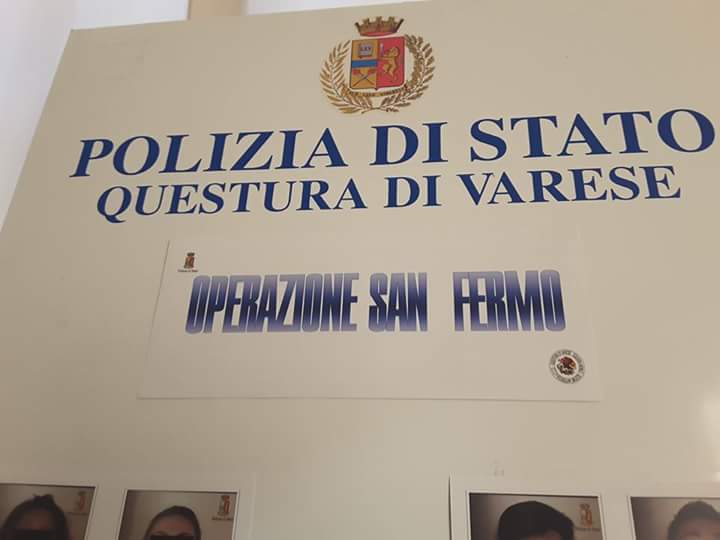 POLIZIA DI STATO
QUESTURA DI VARESE
OPERAZIONE SAN FERMO